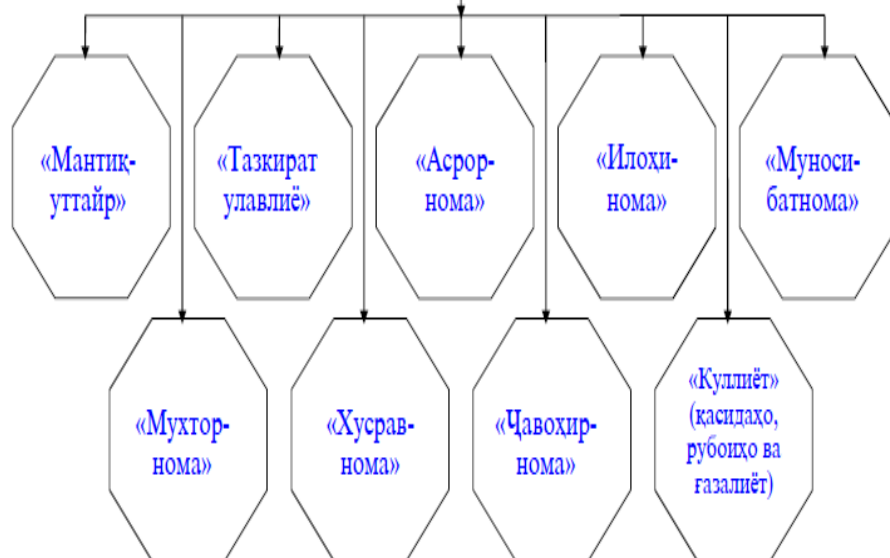 «Мантиқ-
уттайр»
«Тазкират
улавлиё»
«Асрор-
нома»
«Илоҳи-
нома»
«Муноси-
батнома»
«Мухтор-
нома»
«Хусрав-
нома»
«Ҷавоҳир-
нома»
«Куллиёт»
(қасидаҳо,
рубоиҳо ва
ғазалиёт)